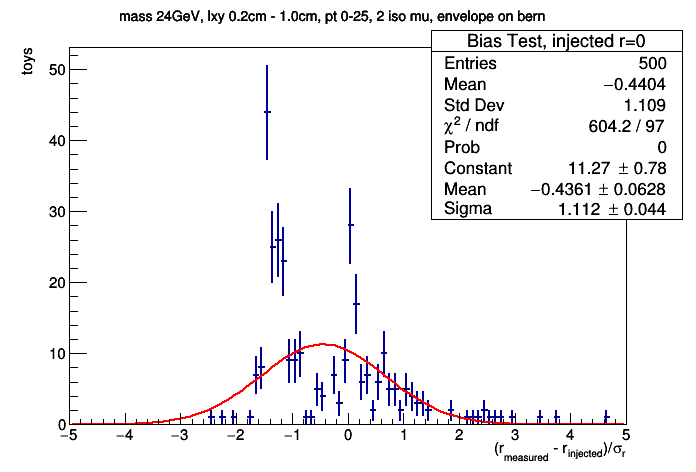 mass 24GeV, lxy 0.2cm - 1.0cm, pt 0-25, 2 iso mu, envelope on bern
Bias Test, injected r=0
Entries 500
Mean −0.4404
Std Dev 1.109
χ² / ndf 604.2 / 97
Prob 0
Constant 11.27 ± 0.78
Mean −0.4361 ± 0.0628
Sigma 1.112 ± 0.044
toys
50
40
30
20
10
0
−5 −4 −3 −2 −1 0 1 2 3 4 5
(r_measured - r_injected)/σ_r